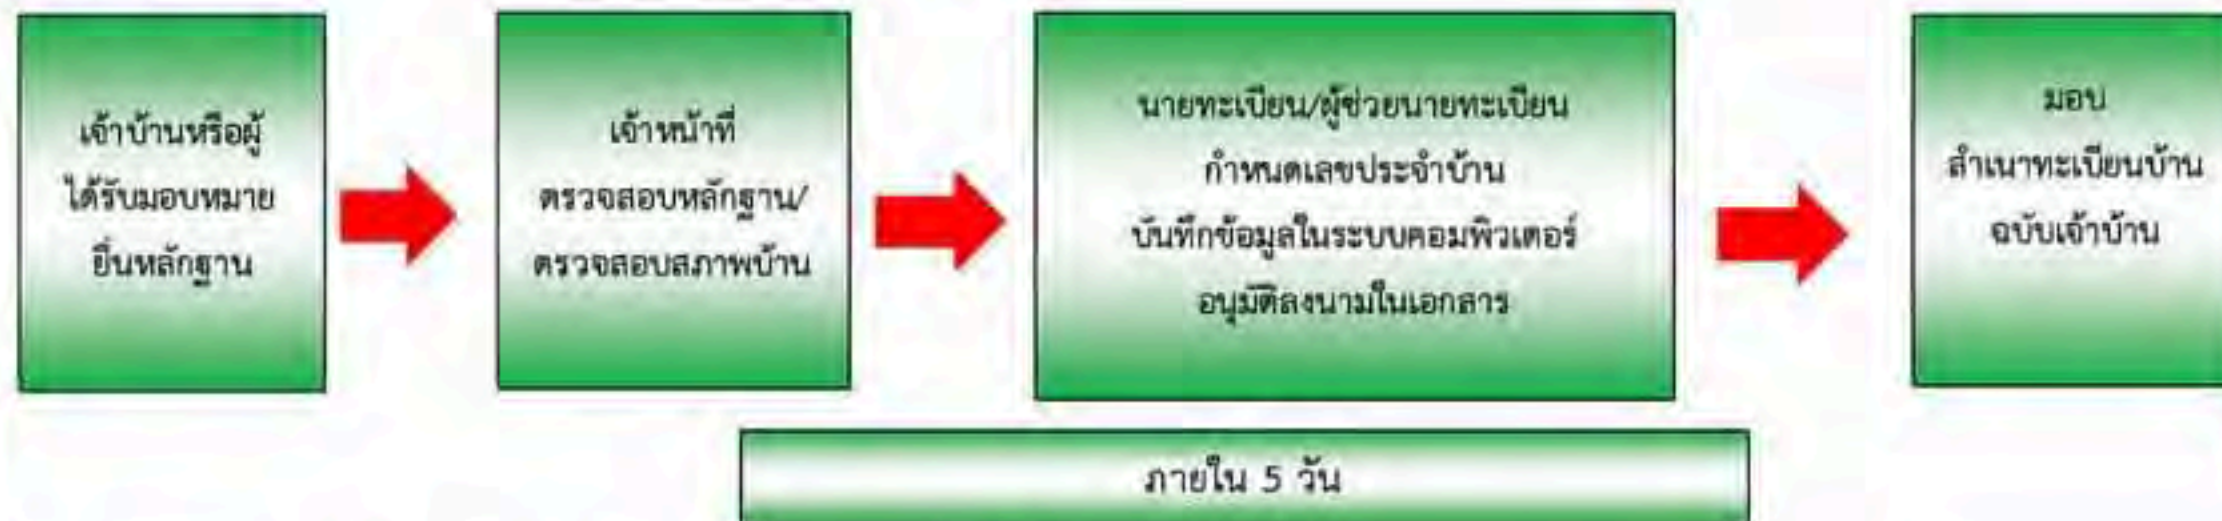 เจ้าบ้านหรือผู้
ได้รับมอบหมาย
ยื่นหลักฐาน
เจ้าหน้าที่
ตรวจสอบหลักฐาน/
ตรวจสอบสภาพบ้าน
นายทะเบียน/ผู้ช่วยนายทะเบียน
กำหนดเลขประจำบ้าน
บันทึกข้อมูลในระบบคอมพิวเตอร์
อนุมัติลงนามในเอกสาร
มอบ
สำเนาทะเบียนบ้าน
ฉบับเจ้าบ้าน
ภายใน 5 วัน